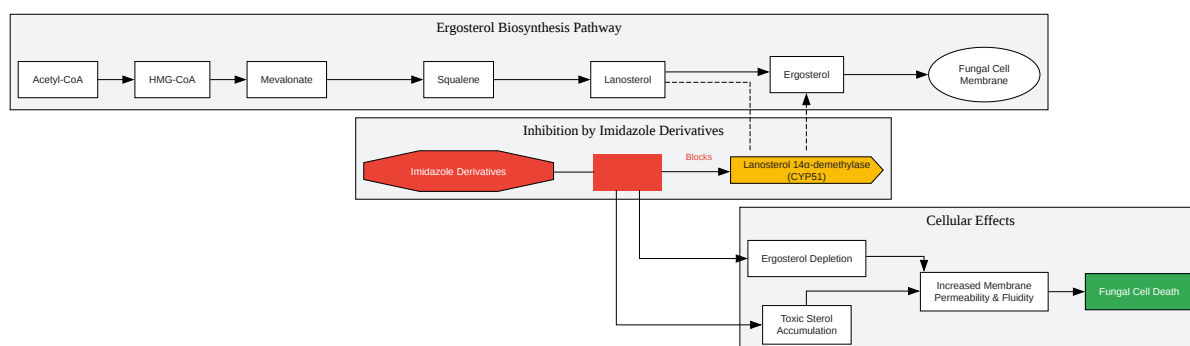 Ergosterol Biosynthesis Pathway
Acetyl-CoA
HMG-CoA
Mevalonate
Squalene
Lanosterol
Ergosterol
Fungal Cell
Membrane
Inhibition by Imidazole Derivatives
Imidazole Derivatives
Blocks
Lanosterol 14α-demethylase
(CYP51)
Cellular Effects
Ergosterol Depletion
Increased Membrane
Permeability & Fluidity
Fungal Cell Death
Toxic Sterol
Accumulation